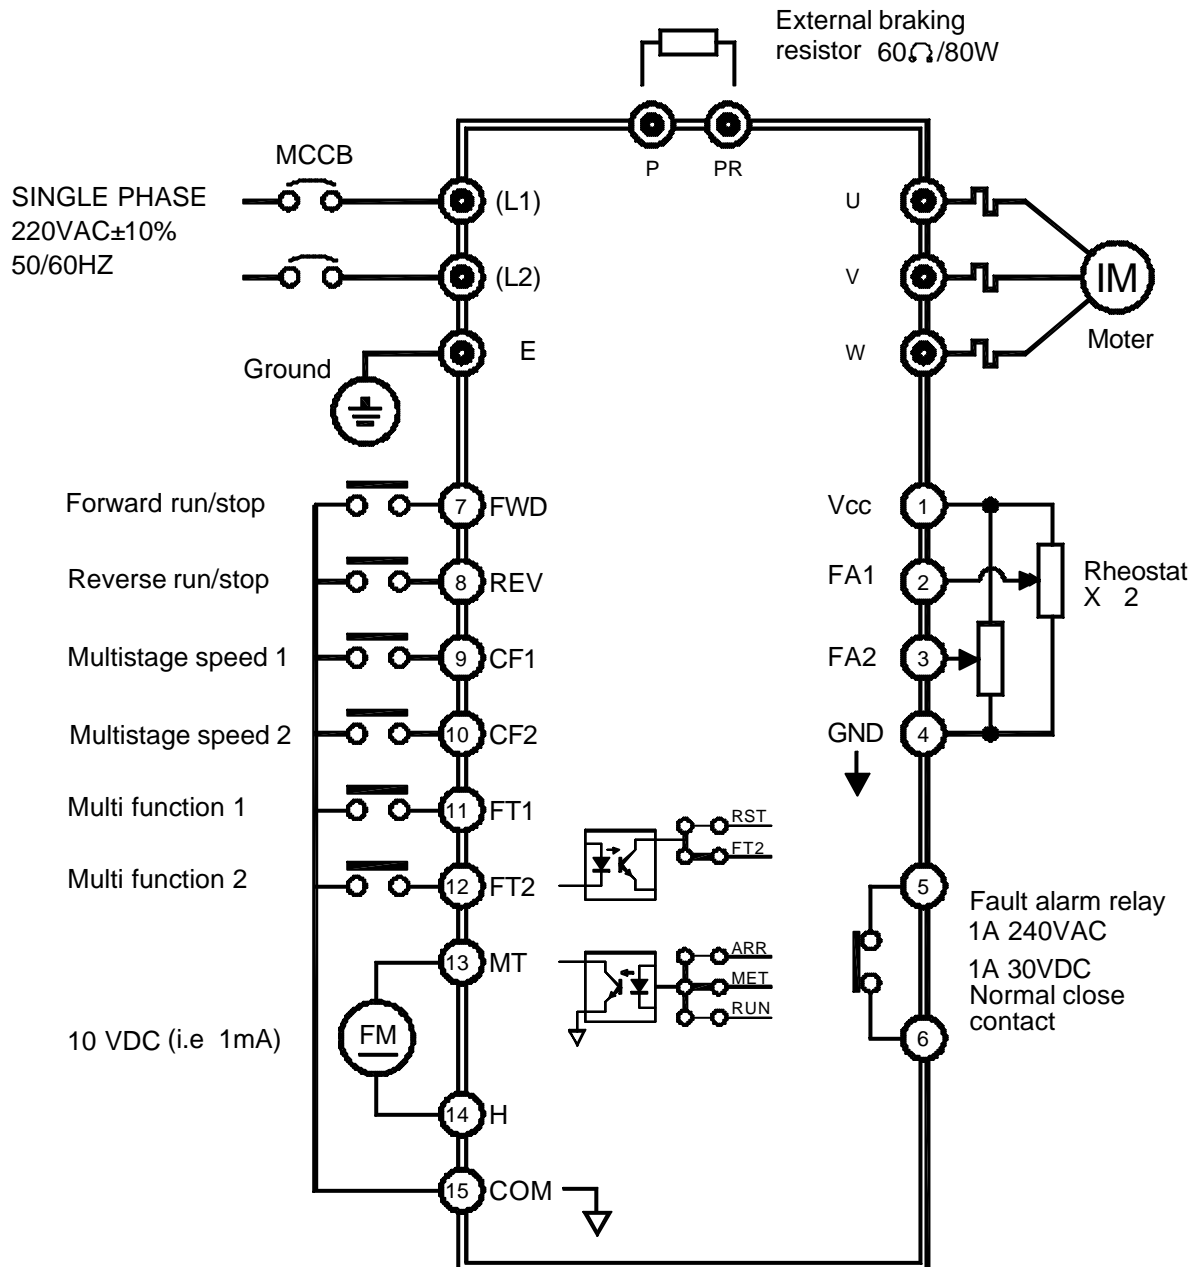 External braking
resistor 60Ω/80W
P PR
MCCB
SINGLE PHASE
220VAC±10%
50/60HZ
(L1)
(L2)
E
Ground
U
V
W
IM
Moter
Forward run/stop
7 FWD
Reverse run/stop
8 REV
Multistage speed 1
9 CF1
Multistage speed 2
10 CF2
Multi function 1
11 FT1
Multi function 2
12 FT2
13 MT
10 VDC (i.e 1mA)
FM
14 H
15 COM
Vcc 1
FA1 2
FA2 3
GND 4
Rheostat
X 2
RST
FT2
ARR
MET
RUN
5
6
Fault alarm relay
1A 240VAC
1A 30VDC
Normal close
contact